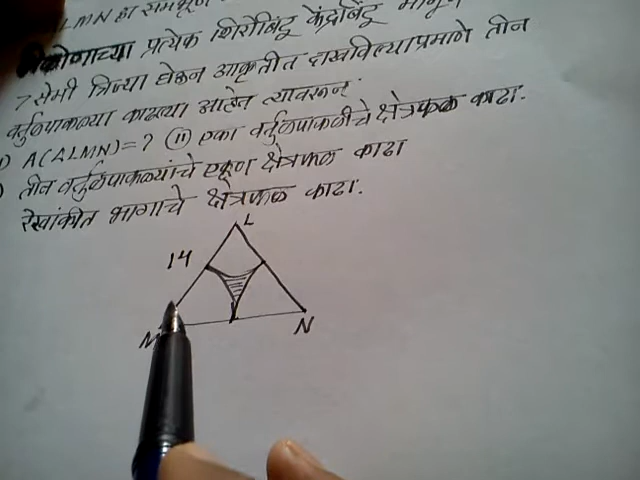 LMN हा समभूज
त्रिकोणाच्या प्रत्येक शिरोबिंदू केंद्रबिंदू मानून
7 सेमी त्रिज्या घेऊन आकृतीत दाखविल्याप्रमाणे तीन
वर्तुळपाकळ्या काढल्या आहेत त्यावरून
) A(ΔLMN)=? (ii) एका वर्तुळपाकळीचे क्षेत्रफळ काढा.
) तीन वर्तुळपाकळ्यांचे एकूण क्षेत्रफळ काढा
रेखांकीत भागाचे क्षेत्रफळ काढा.
L
14
M N